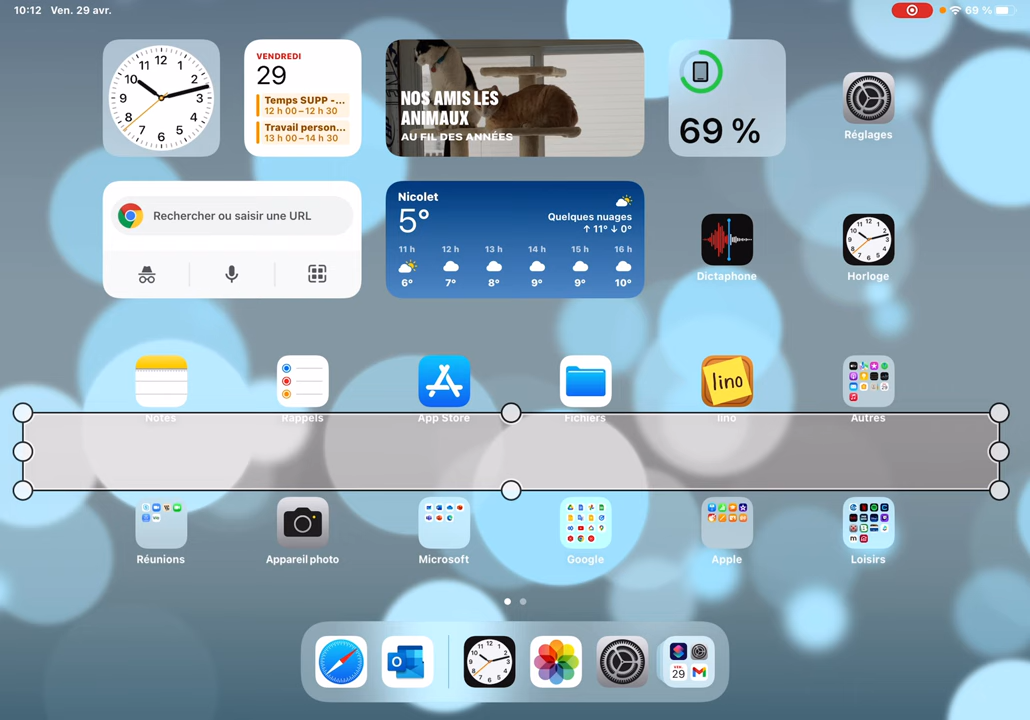 10:12 Ven. 29 avr.
69 %
VENDREDI
29
Temps SUPP -...
12 h 00 – 12 h 30
Travail person...
13 h 00 – 14 h 30
NOS AMIS LES
ANIMAUX
AU FIL DES ANNÉES
69 %
Réglages
Rechercher ou saisir une URL
Nicolet
5°
Quelques nuages
↑ 11° ↓ 0°
11 h 12 h 13 h 14 h 15 h 16 h
6° 7° 8° 9° 9° 10°
Dictaphone
Horloge
lino
Notes
Rappels
App Store
Fichiers
lino
Autres
Réunions
Appareil photo
Microsoft
Google
Apple
Loisirs
29